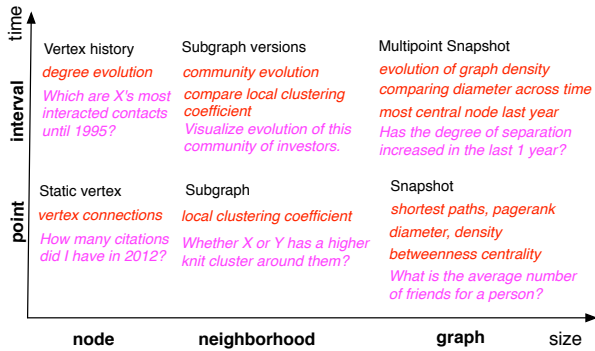 time
interval
point
Vertex history
degree evolution
Which are X's most
interacted contacts
until 1995?
Subgraph versions
community evolution
compare local clustering
coefficient
Visualize evolution of this
community of investors.
Multipoint Snapshot
evolution of graph density
comparing diameter across time
most central node last year
Has the degree of separation
increased in the last 1 year?
Static vertex
vertex connections
How many citations
did I have in 2012?
Subgraph
local clustering coefficient
Whether X or Y has a higher
knit cluster around them?
Snapshot
shortest paths, pagerank
diameter, density
betweenness centrality
What is the average number
of friends for a person?
node
neighborhood
graph
size